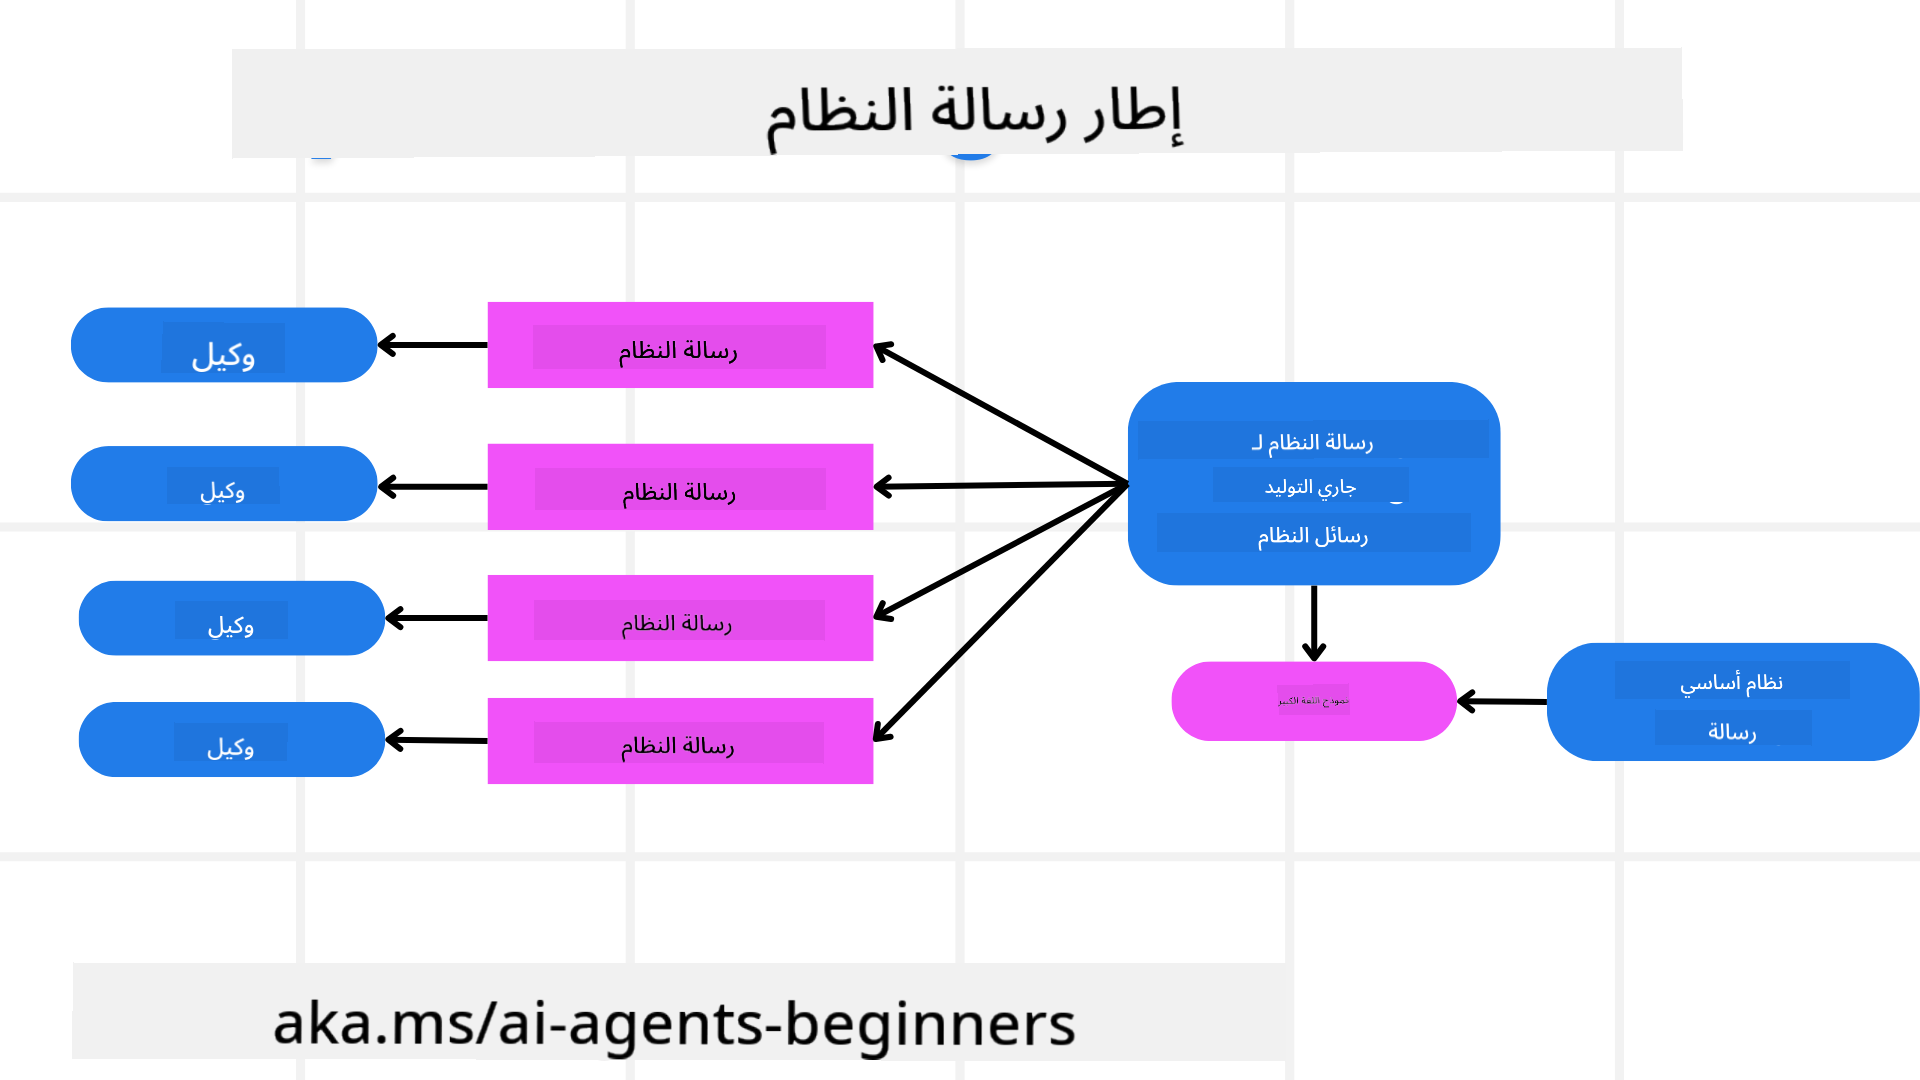 إطار رسالة النظام
رسالة النظام لـ
جاري التوليد
رسائل النظام
نظام أساسي
رسالة
نموذج اللغة الكبير
رسالة النظام
وكيل
رسالة النظام
وكيل
رسالة النظام
وكيل
رسالة النظام
وكيل
aka.ms/ai-agents-beginners